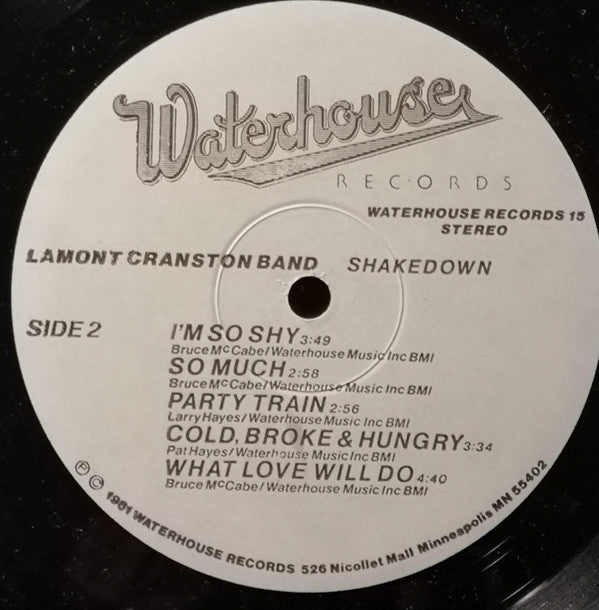 Waterhouse
RECORDS
WATERHOUSE RECORDS 15
STEREO
LAMONT CRANSTON BAND SHAKEDOWN
SIDE 2
I'M SO SHY 3:49
Bruce McCabe/Waterhouse Music Inc BMI
SO MUCH 2:58
Bruce McCabe/Waterhouse Music Inc BMI
PARTY TRAIN 2:56
Larry Hayes/Waterhouse Music Inc BMI
COLD, BROKE & HUNGRY 3:34
Pat Hayes/Waterhouse Music Inc BMI
WHAT LOVE WILL DO 4:40
Bruce McCabe/Waterhouse Music Inc BMI
℗ © 1981 WATERHOUSE RECORDS 526 Nicollet Mall Minneapolis MN 55402